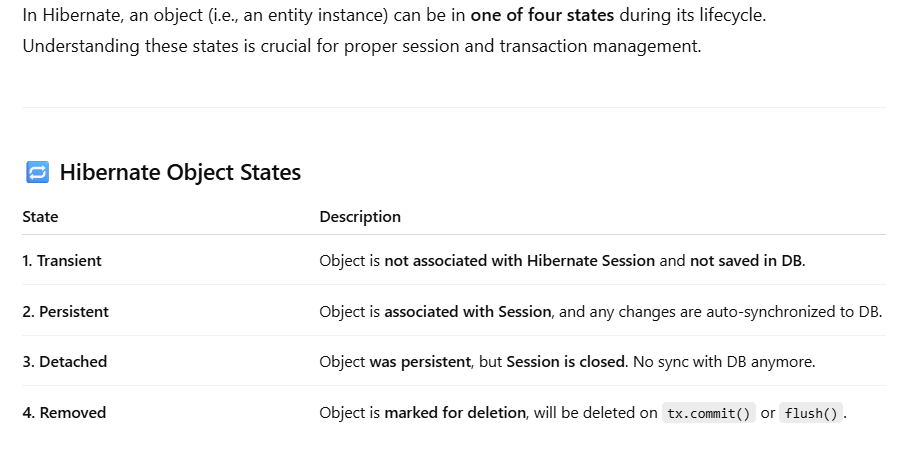 In Hibernate, an object (i.e., an entity instance) can be in one of four states during its lifecycle.
Understanding these states is crucial for proper session and transaction management.
Hibernate Object States
State Description
1. Transient Object is not associated with Hibernate Session and not saved in DB.
2. Persistent Object is associated with Session, and any changes are auto-synchronized to DB.
3. Detached Object was persistent, but Session is closed. No sync with DB anymore.
4. Removed Object is marked for deletion, will be deleted on tx.commit() or flush().